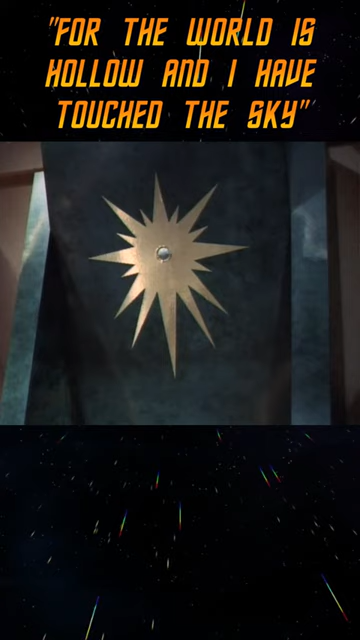 "FOR THE WORLD IS
HOLLOW AND I HAVE
TOUCHED THE SKY"